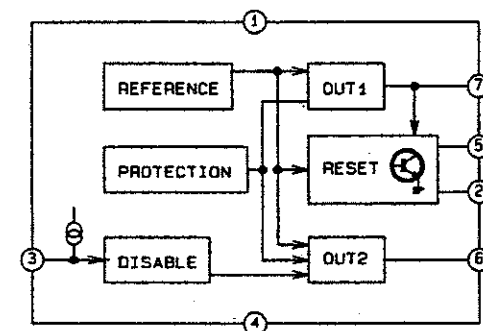 1
REFERENCE
OUT1
7
PROTECTION
RESET
5
2
3
DISABLE
OUT2
6
4